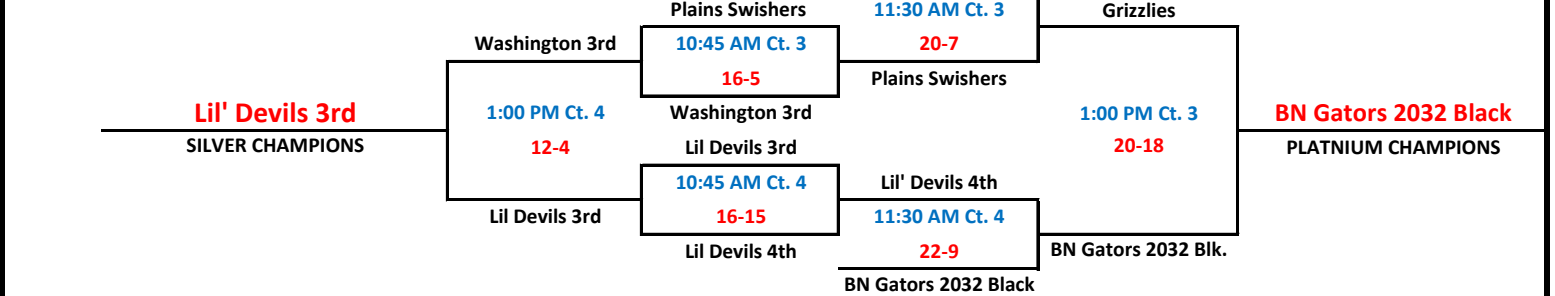 Plains Swishers
11:30 AM Ct. 3
Grizzlies
Washington 3rd
10:45 AM Ct. 3
20-7
16-5
Plains Swishers
Lil' Devils 3rd
1:00 PM Ct. 4
Washington 3rd
1:00 PM Ct. 3
BN Gators 2032 Black
SILVER CHAMPIONS
12-4
Lil Devils 3rd
20-18
PLATNIUM CHAMPIONS
10:45 AM Ct. 4
Lil' Devils 4th
Lil Devils 3rd
16-15
11:30 AM Ct. 4
Lil Devils 4th
22-9
BN Gators 2032 Blk.
BN Gators 2032 Black